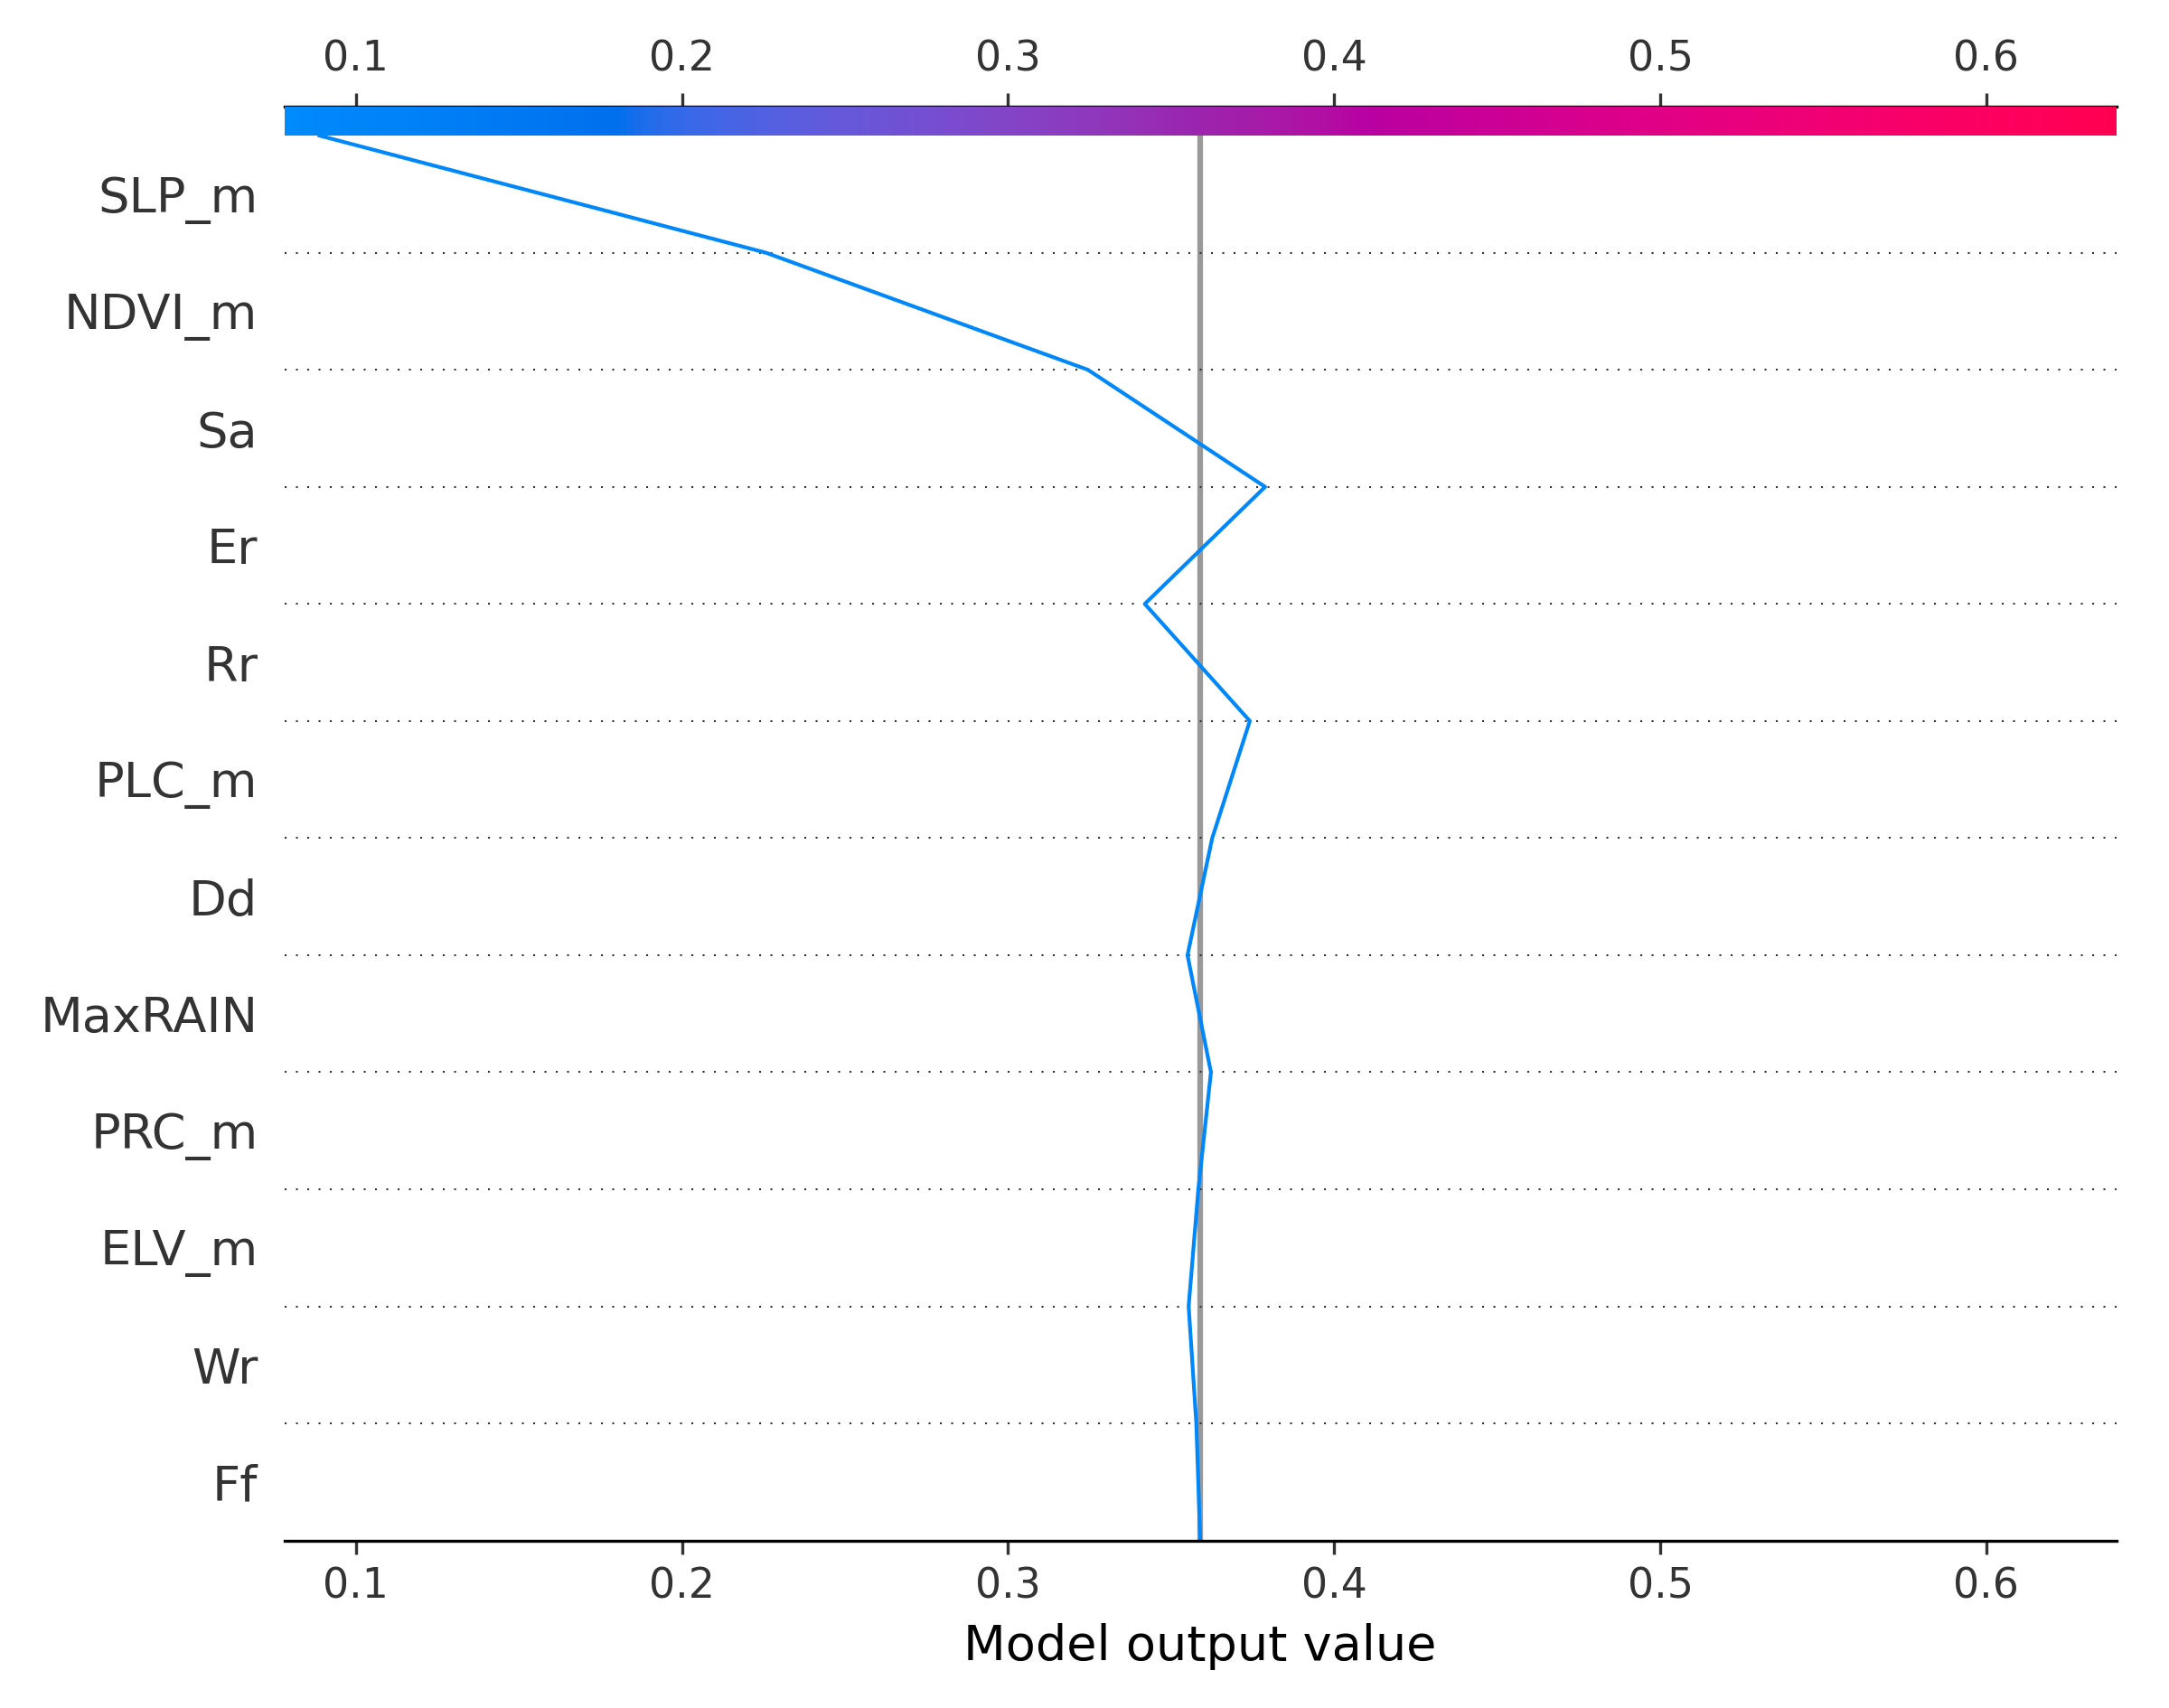 0.1 0.2 0.3 0.4 0.5 0.6
SLP_m
NDVI_m
Sa
Er
Rr
PLC_m
Dd
MaxRAIN
PRC_m
ELV_m
Wr
Ff
0.1 0.2 0.3 0.4 0.5 0.6
Model output value